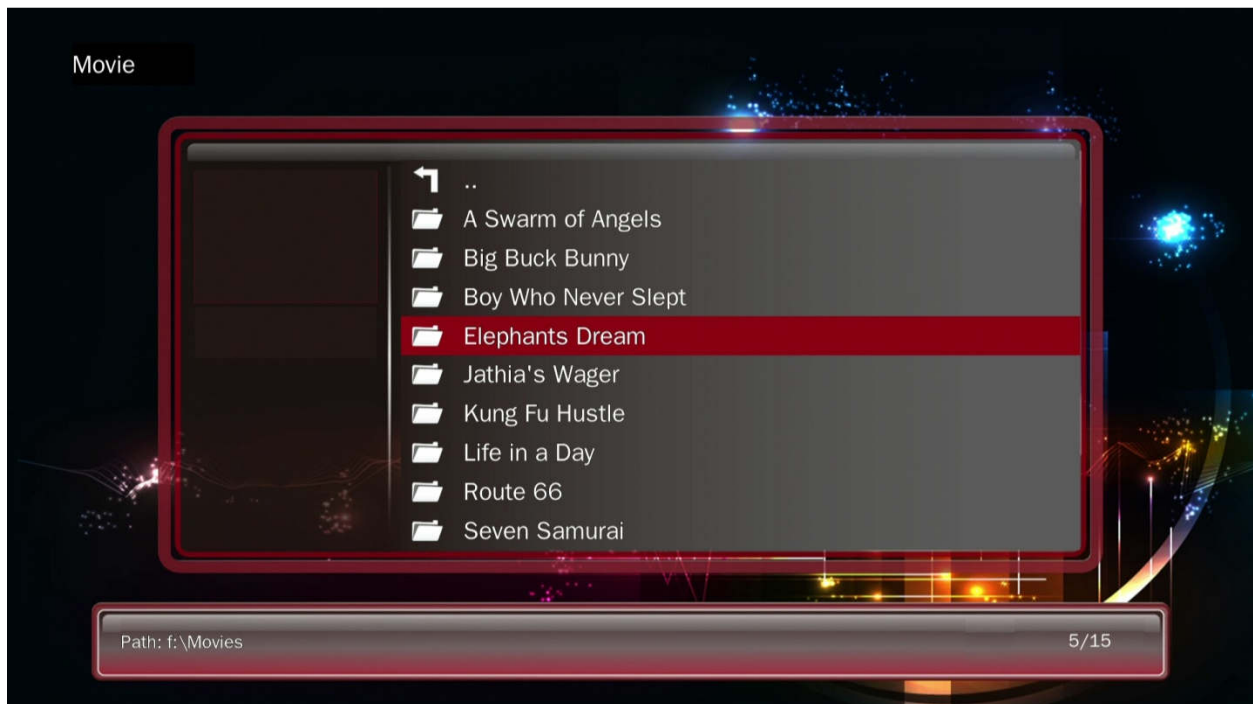 Movie
..
A Swarm of Angels
Big Buck Bunny
Boy Who Never Slept
Elephants Dream
Jathia's Wager
Kung Fu Hustle
Life in a Day
Route 66
Seven Samurai
Path: f:\Movies 5/15